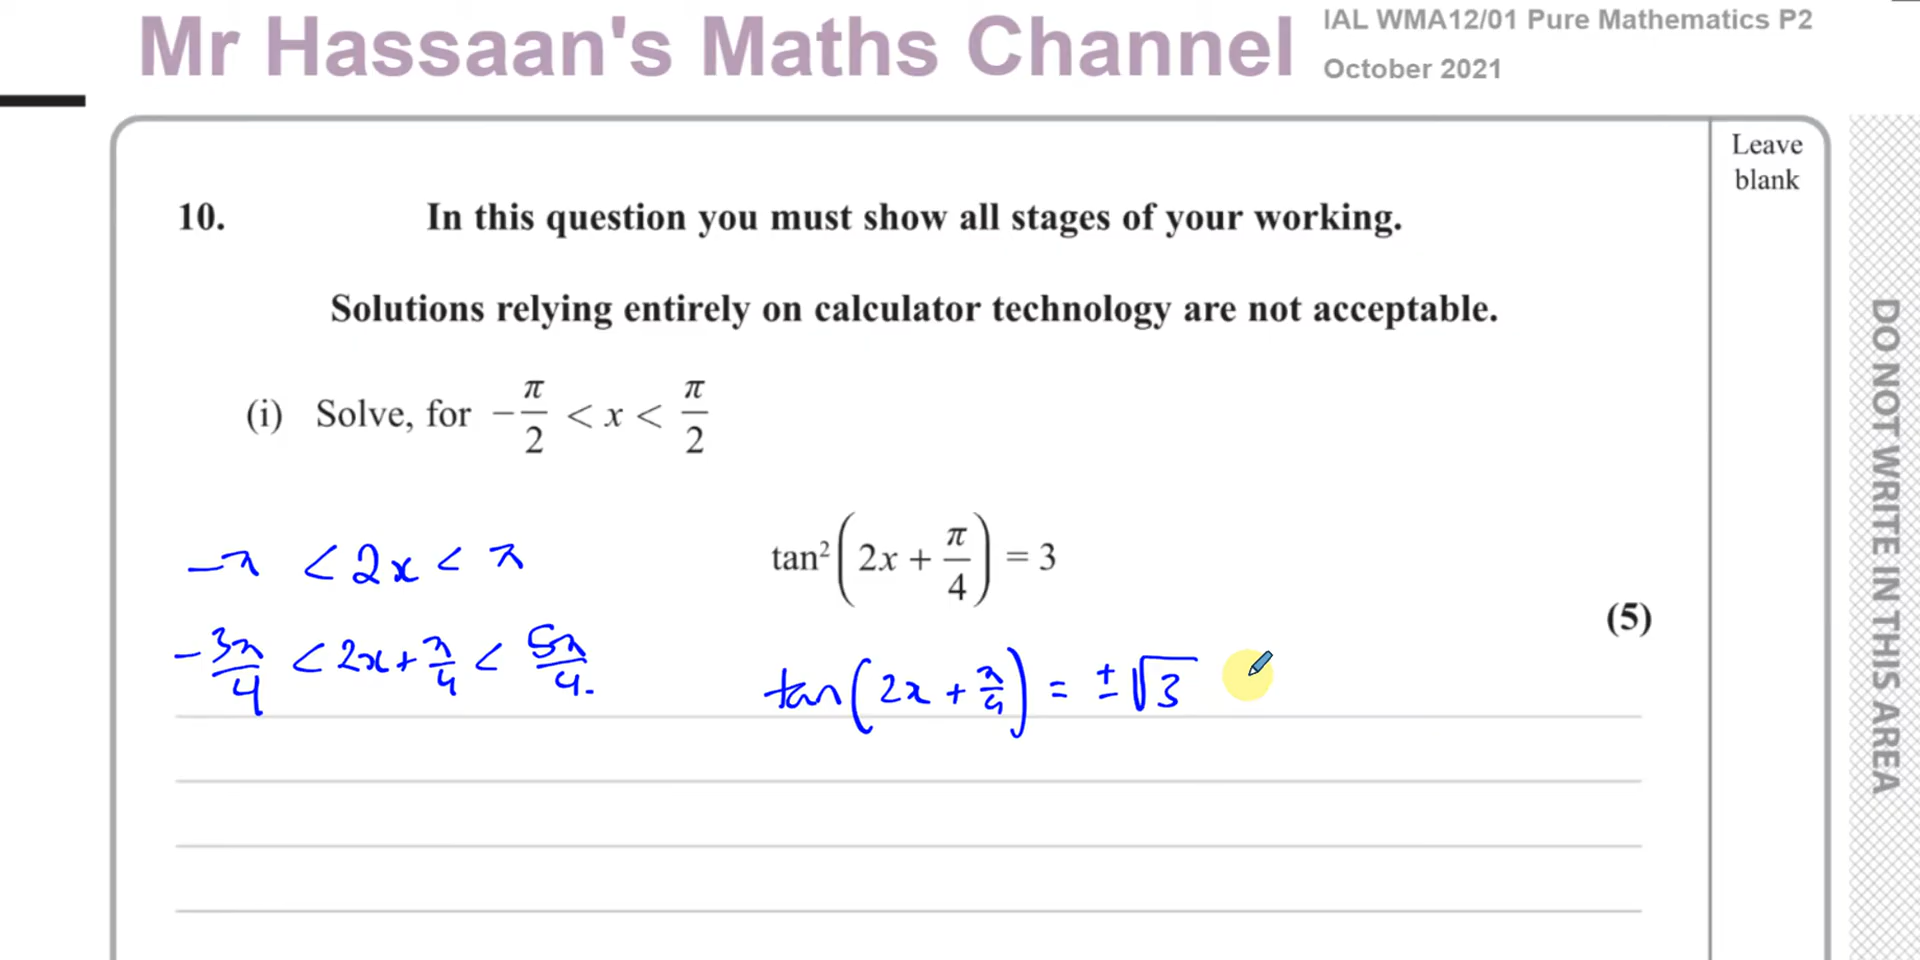 Mr Hassaan's Maths Channel
IAL WMA12/01 Pure Mathematics P2
October 2021
Leave
blank
10. In this question you must show all stages of your working.
Solutions relying entirely on calculator technology are not acceptable.
(i) Solve, for −π/2 < x < π/2
tan²(2x + π/4) = 3
(5)
−π < 2x < π
−3π/4 < 2x + π/4 < 5π/4.
tan(2x + π/4) = ±√3
DO NOT WRITE IN THIS AREA